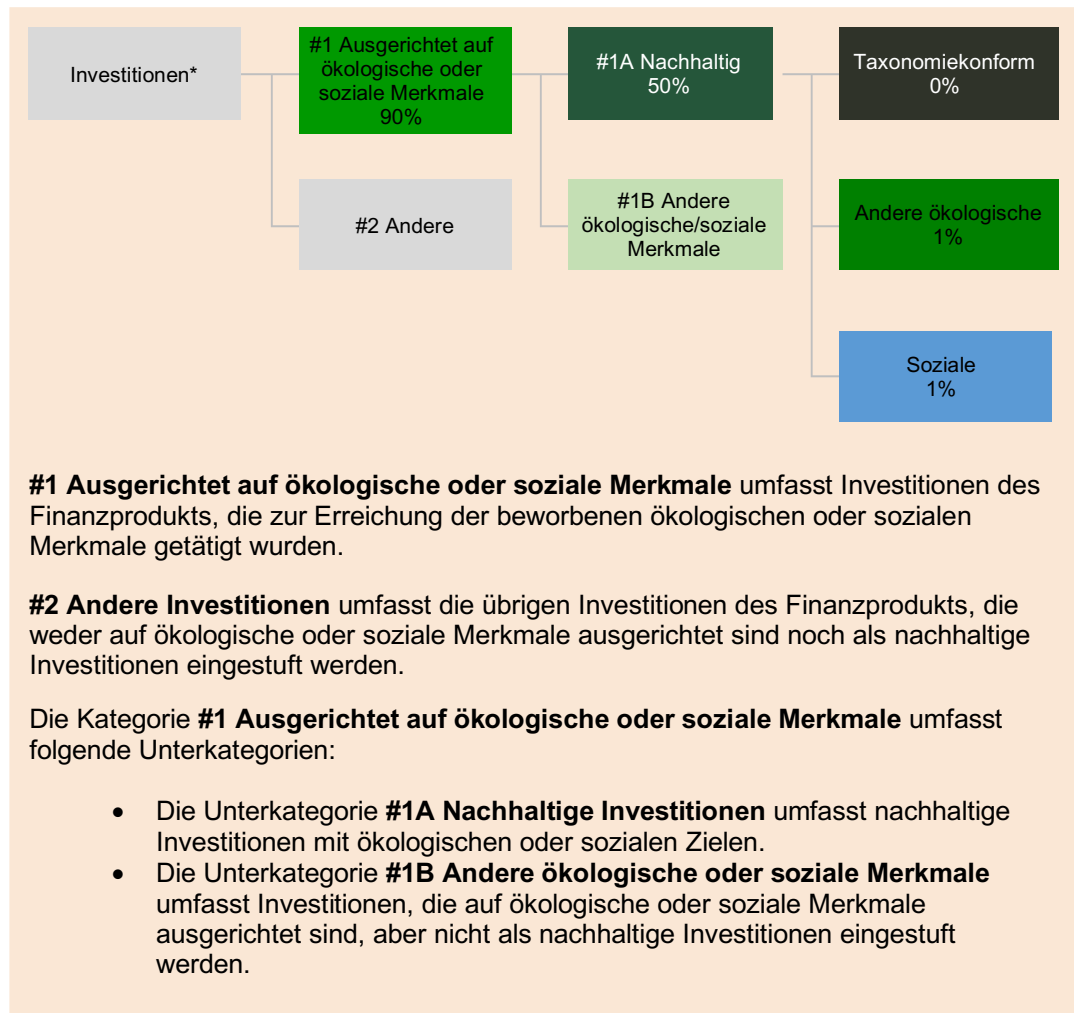 Investitionen*
#1 Ausgerichtet auf
ökologische oder
soziale Merkmale
90%
#1A Nachhaltig
50%
Taxonomiekonform
0%
#2 Andere
#1B Andere
ökologische/soziale
Merkmale
Andere ökologische
1%
Soziale
1%
#1 Ausgerichtet auf ökologische oder soziale Merkmale umfasst Investitionen des
Finanzprodukts, die zur Erreichung der beworbenen ökologischen oder sozialen
Merkmale getätigt wurden.
#2 Andere Investitionen umfasst die übrigen Investitionen des Finanzprodukts, die
weder auf ökologische oder soziale Merkmale ausgerichtet sind noch als nachhaltige
Investitionen eingestuft werden.
Die Kategorie #1 Ausgerichtet auf ökologische oder soziale Merkmale umfasst
folgende Unterkategorien:
• Die Unterkategorie #1A Nachhaltige Investitionen umfasst nachhaltige
Investitionen mit ökologischen oder sozialen Zielen.
• Die Unterkategorie #1B Andere ökologische oder soziale Merkmale
umfasst Investitionen, die auf ökologische oder soziale Merkmale
ausgerichtet sind, aber nicht als nachhaltige Investitionen eingestuft
werden.